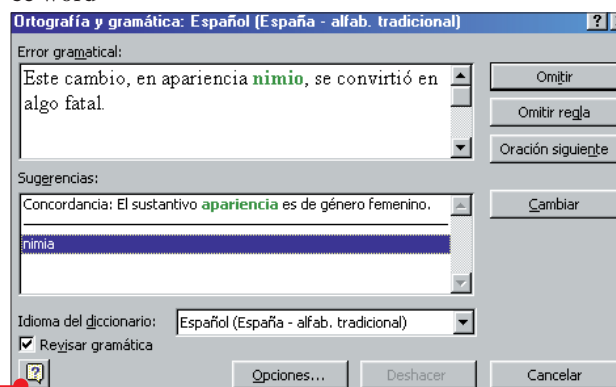 Ortografía y gramática: Español (España - alfab. tradicional)
Error gramatical:
Este cambio, en apariencia nimio, se convirtió en
algo fatal.
Omitir
Omitir regla
Oración siguiente
Sugerencias:
Concordancia: El sustantivo apariencia es de género femenino.
nimia
Cambiar
Idioma del diccionario: Español (España - alfab. tradicional)
Revisar gramática
Opciones... Deshacer Cancelar